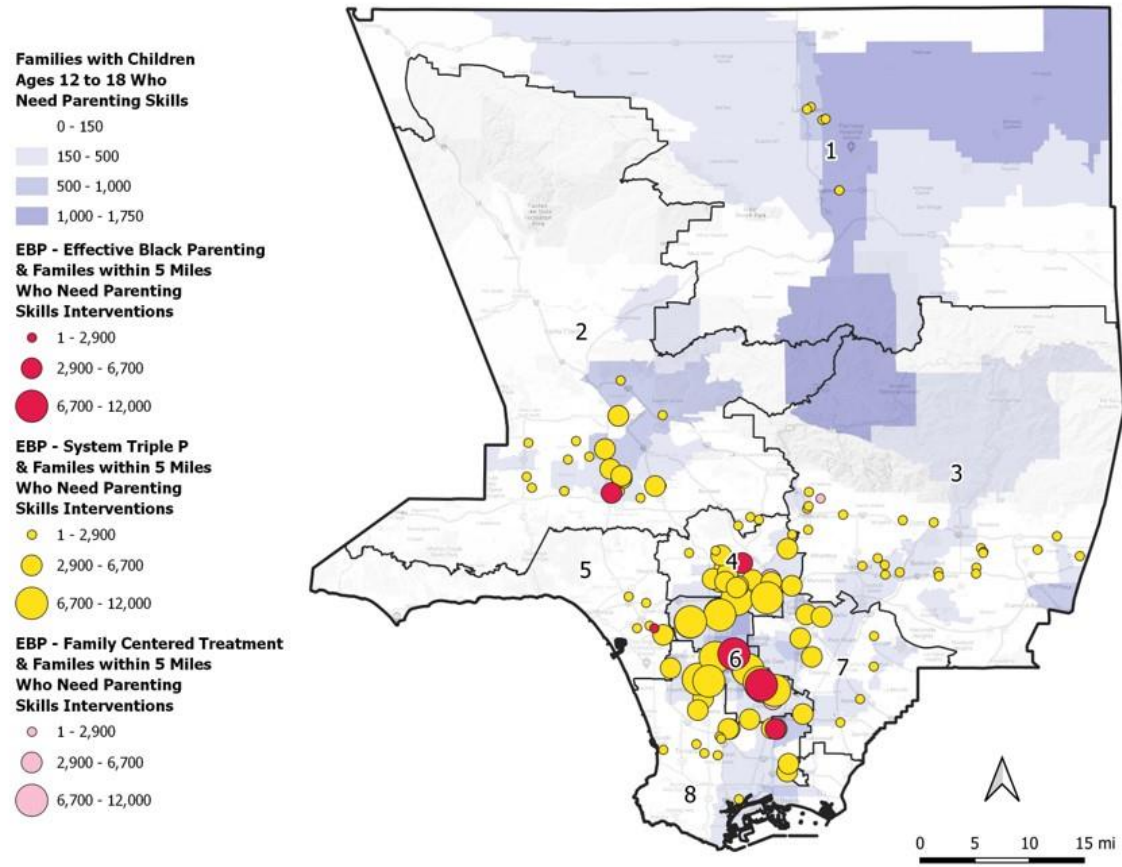 Families with Children
Ages 12 to 18 Who
Need Parenting Skills
0 - 150
150 - 500
500 - 1,000
1,000 - 1,750
EBP - Effective Black Parenting
& Familes within 5 Miles
Who Need Parenting
Skills Interventions
1 - 2,900
2,900 - 6,700
6,700 - 12,000
EBP - System Triple P
& Familes within 5 Miles
Who Need Parenting
Skills Interventions
1 - 2,900
2,900 - 6,700
6,700 - 12,000
EBP - Family Centered Treatment
& Familes within 5 Miles
Who Need Parenting
Skills Interventions
1 - 2,900
2,900 - 6,700
6,700 - 12,000
1
2
3
4
5
6
7
8
0 5 10 15 mi